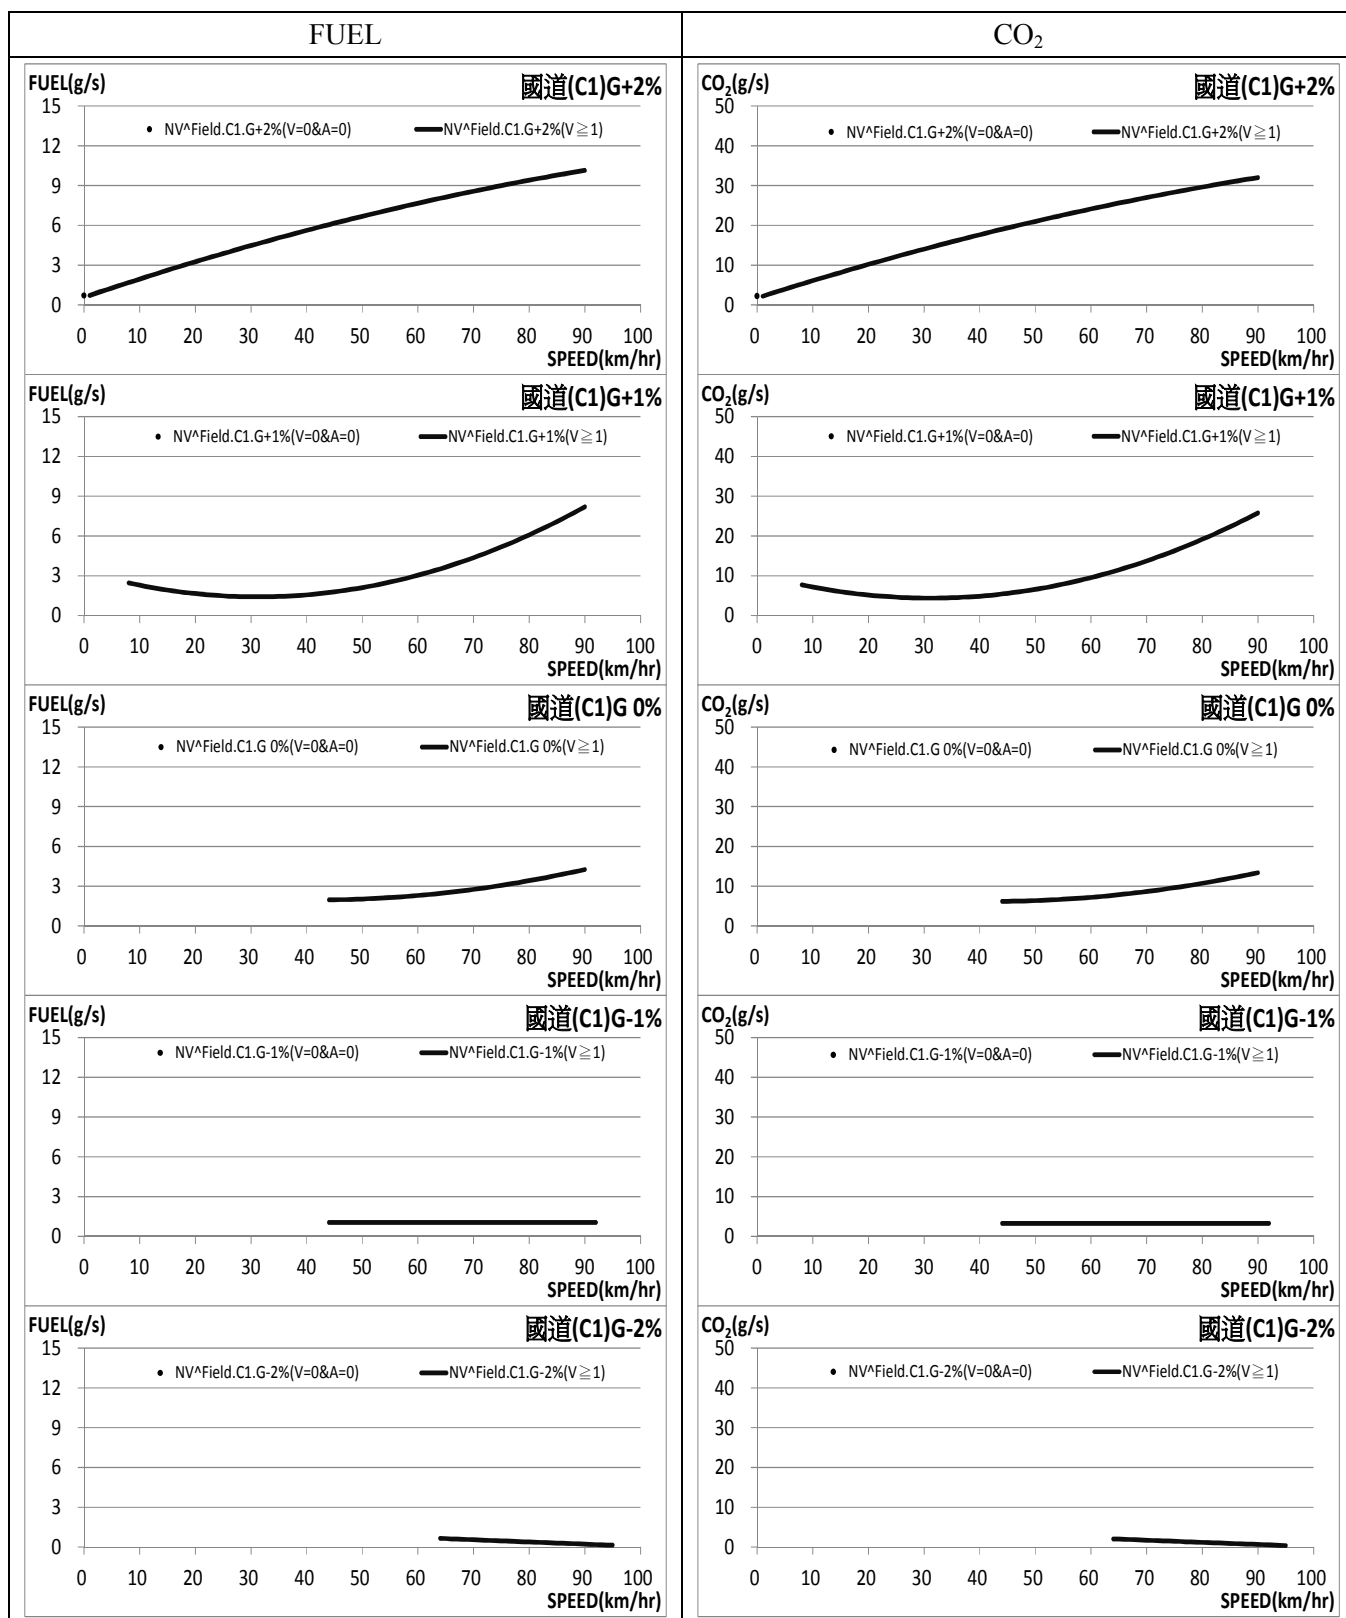 FUEL
CO₂
FUEL(g/s)
國道(C1)G+2%
NV^Field.C1.G+2%(V=0&A=0)
NV^Field.C1.G+2%(V≧1)
15
12
9
6
3
0
0 10 20 30 40 50 60 70 80 90 100
SPEED(km/hr)
CO₂(g/s)
國道(C1)G+2%
NV^Field.C1.G+2%(V=0&A=0)
NV^Field.C1.G+2%(V≧1)
50
40
30
20
10
0
0 10 20 30 40 50 60 70 80 90 100
SPEED(km/hr)
FUEL(g/s)
國道(C1)G+1%
NV^Field.C1.G+1%(V=0&A=0)
NV^Field.C1.G+1%(V≧1)
15
12
9
6
3
0
0 10 20 30 40 50 60 70 80 90 100
SPEED(km/hr)
CO₂(g/s)
國道(C1)G+1%
NV^Field.C1.G+1%(V=0&A=0)
NV^Field.C1.G+1%(V≧1)
50
40
30
20
10
0
0 10 20 30 40 50 60 70 80 90 100
SPEED(km/hr)
FUEL(g/s)
國道(C1)G 0%
NV^Field.C1.G 0%(V=0&A=0)
NV^Field.C1.G 0%(V≧1)
15
12
9
6
3
0
0 10 20 30 40 50 60 70 80 90 100
SPEED(km/hr)
CO₂(g/s)
國道(C1)G 0%
NV^Field.C1.G 0%(V=0&A=0)
NV^Field.C1.G 0%(V≧1)
50
40
30
20
10
0
0 10 20 30 40 50 60 70 80 90 100
SPEED(km/hr)
FUEL(g/s)
國道(C1)G-1%
NV^Field.C1.G-1%(V=0&A=0)
NV^Field.C1.G-1%(V≧1)
15
12
9
6
3
0
0 10 20 30 40 50 60 70 80 90 100
SPEED(km/hr)
CO₂(g/s)
國道(C1)G-1%
NV^Field.C1.G-1%(V=0&A=0)
NV^Field.C1.G-1%(V≧1)
50
40
30
20
10
0
0 10 20 30 40 50 60 70 80 90 100
SPEED(km/hr)
FUEL(g/s)
國道(C1)G-2%
NV^Field.C1.G-2%(V=0&A=0)
NV^Field.C1.G-2%(V≧1)
15
12
9
6
3
0
0 10 20 30 40 50 60 70 80 90 100
SPEED(km/hr)
CO₂(g/s)
國道(C1)G-2%
NV^Field.C1.G-2%(V=0&A=0)
NV^Field.C1.G-2%(V≧1)
50
40
30
20
10
0
0 10 20 30 40 50 60 70 80 90 100
SPEED(km/hr)